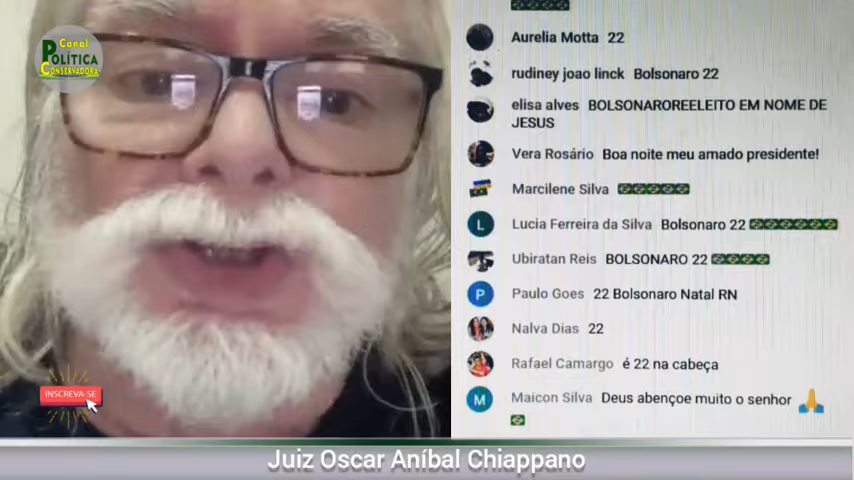 Canal
POLÍTICA
CONSERVADORA
Aurelia Motta 22
rudiney joao linck Bolsonaro 22
elisa alves BOLSONAROREELEITO EM NOME DE
JESUS
Vera Rosário Boa noite meu amado presidente!
Marcilene Silva
L Lucia Ferreira da Silva Bolsonaro 22
Ubiratan Reis BOLSONARO 22
P Paulo Goes 22 Bolsonaro Natal RN
Nalva Dias 22
Rafael Camargo é 22 na cabeça
M Maicon Silva Deus abençoe muito o senhor
INSCREVA-SE
Juiz Oscar Aníbal Chiappano